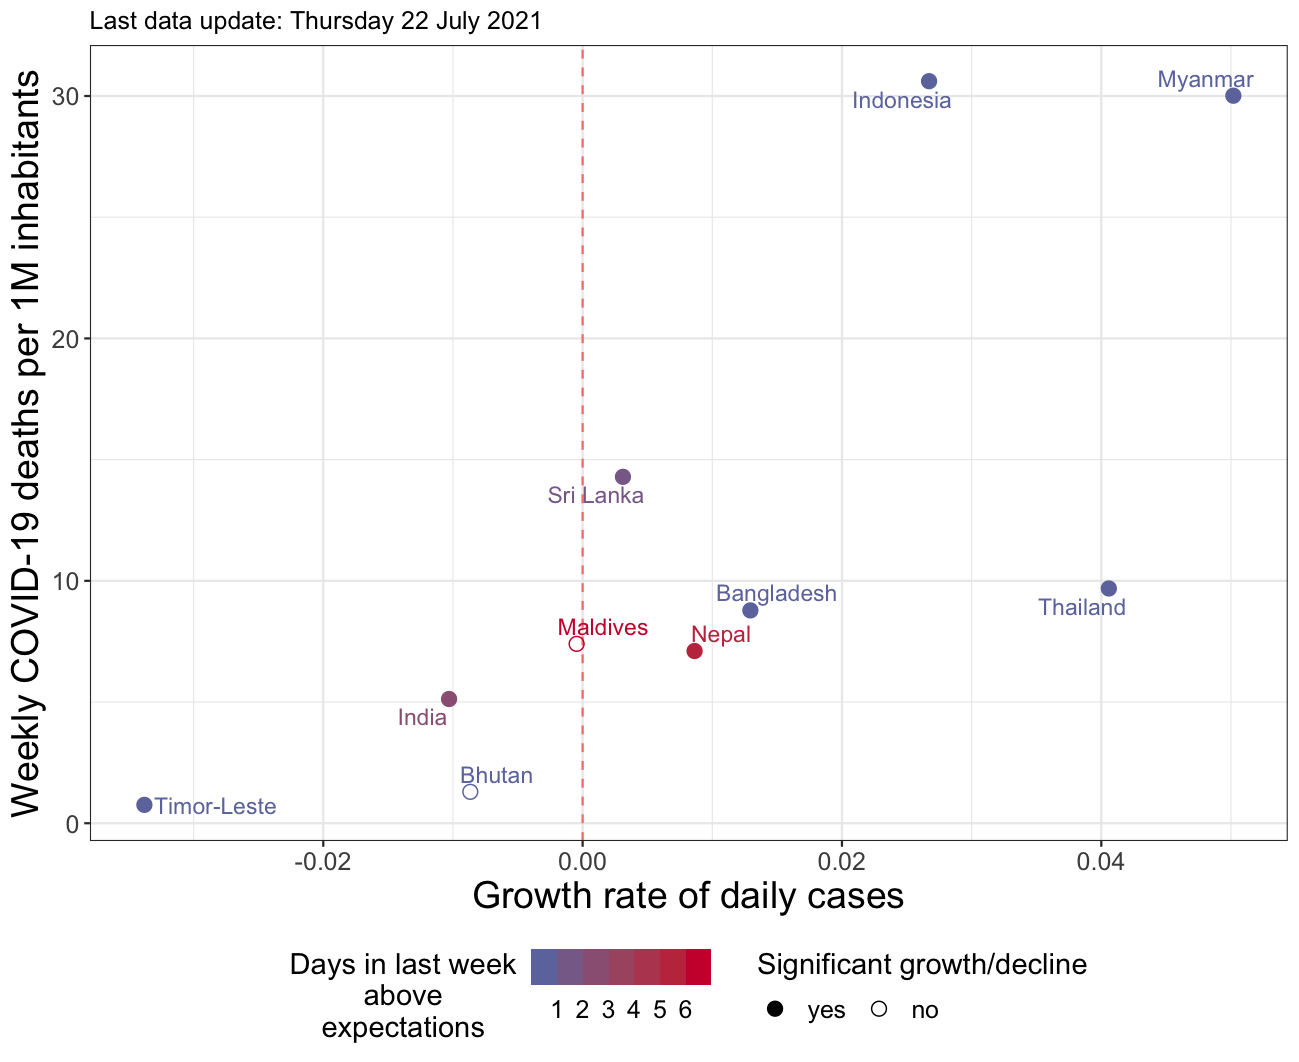 Last data update: Thursday 22 July 2021
Weekly COVID-19 deaths per 1M inhabitants
30
20
10
0
Indonesia
Myanmar
Sri Lanka
Bangladesh
Thailand
Maldives
Nepal
India
Bhutan
Timor-Leste
-0.02
0.00
0.02
0.04
Growth rate of daily cases
Days in last week
above
expectations
1 2 3 4 5 6
Significant growth/decline
yes no